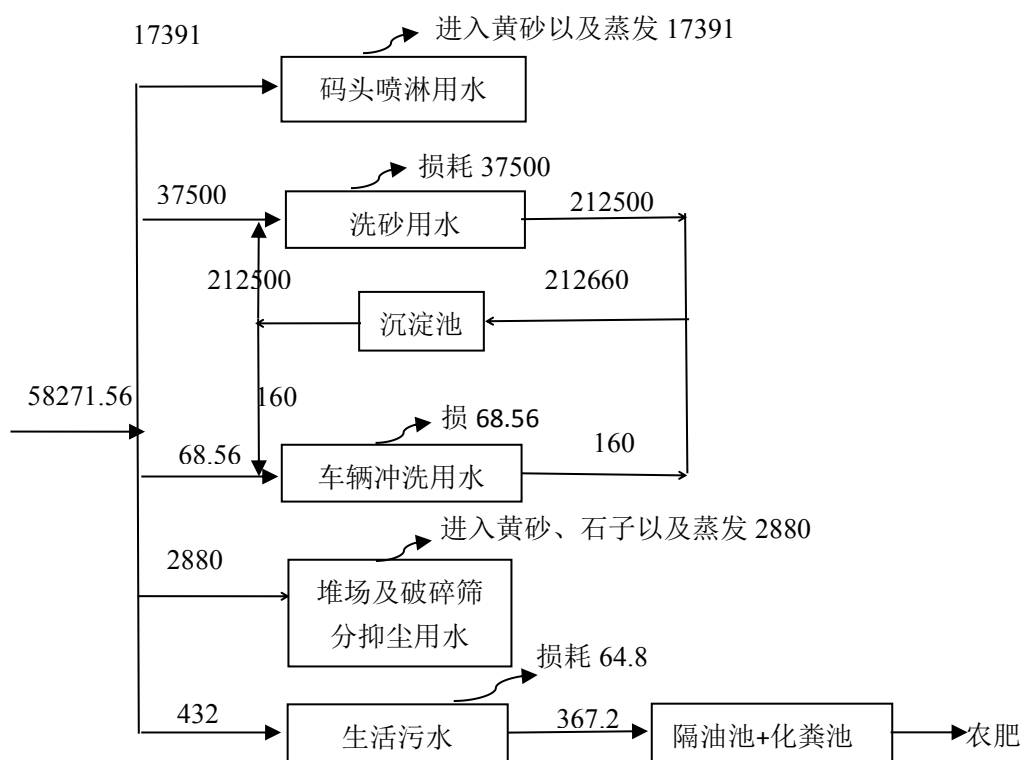 17391
进入黄砂以及蒸发 17391
码头喷淋用水
损耗 37500
37500
212500
洗砂用水
212500
212660
沉淀池
58271.56
160
损 68.56
68.56
160
车辆冲洗用水
进入黄砂、石子以及蒸发 2880
2880
堆场及破碎筛
分抑尘用水
损耗 64.8
432
367.2
生活污水
隔油池+化粪池
农肥